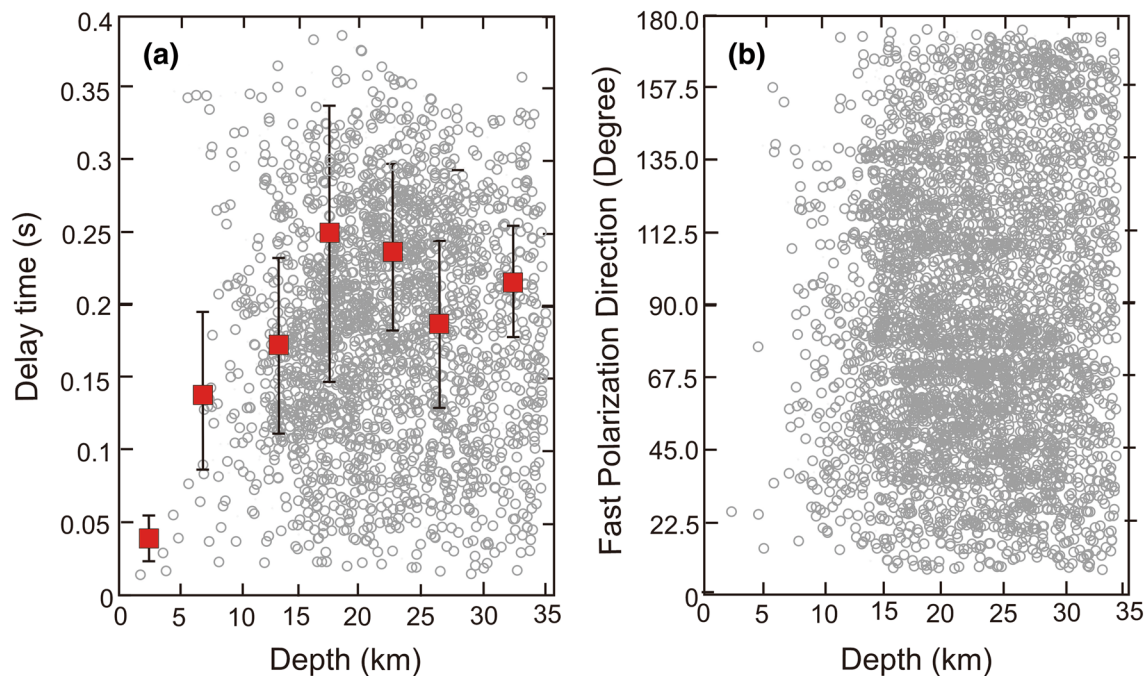 (a)
Delay time (s)
0.4
0.35
0.3
0.25
0.2
0.15
0.1
0.05
0
0 5 10 15 20 25 30 35
Depth (km)
(b)
Fast Polarization Direction (Degree)
180.0
157.5
135.0
112.5
90.0
67.5
45.0
22.5
0
0 5 10 15 20 25 30 35
Depth (km)